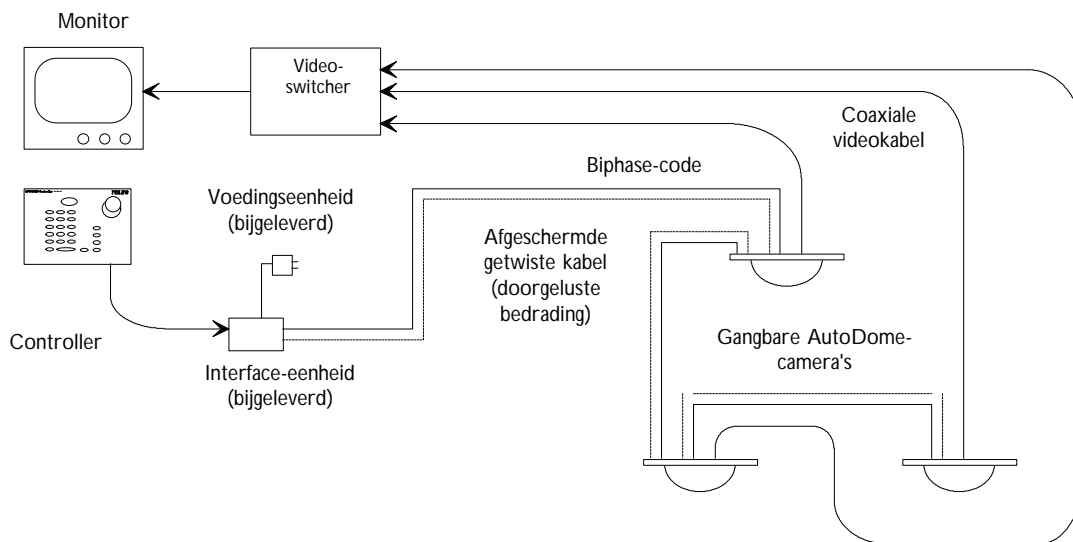 Monitor
Video-
switcher
Coaxiale
videokabel
Biphase-code
PHILIPS
Voedingseenheid
(bijgeleverd)
Afgeschermde
getwiste kabel
(doorgeluste
bedrading)
Controller
Gangbare AutoDome-
camera's
Interface-eenheid
(bijgeleverd)